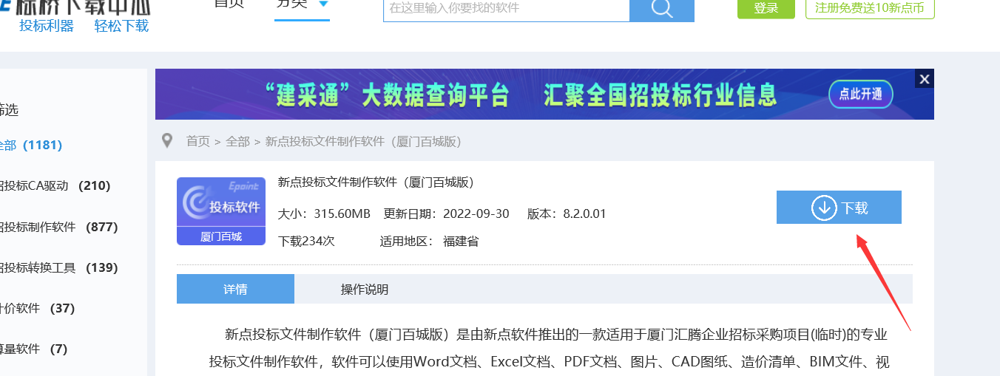 标桥下载中心
投标利器 轻松下载
首页 分类
在这里输入你要找的软件
登录
注册免费送10新点币
“建采通”大数据查询平台 汇聚全国招投标行业信息 点此开通 X
筛选
全部 (1181)
招投标CA驱动 (210)
招投标制作软件 (877)
招投标转换工具 (139)
计价软件 (37)
算量软件 (7)
首页 > 全部 > 新点投标文件制作软件（厦门百城版）
Epoint
投标软件
厦门百城
新点投标文件制作软件（厦门百城版）
大小：315.60MB 更新日期：2022-09-30 版本：8.2.0.01
下载234次 适用地区： 福建省
下载
详情 操作说明
新点投标文件制作软件（厦门百城版）是由新点软件推出的一款适用于厦门汇腾企业招标采购项目(临时)的专业
投标文件制作软件，软件可以使用Word文档、Excel文档、PDF文档、图片、CAD图纸、造价清单、BIM文件、视